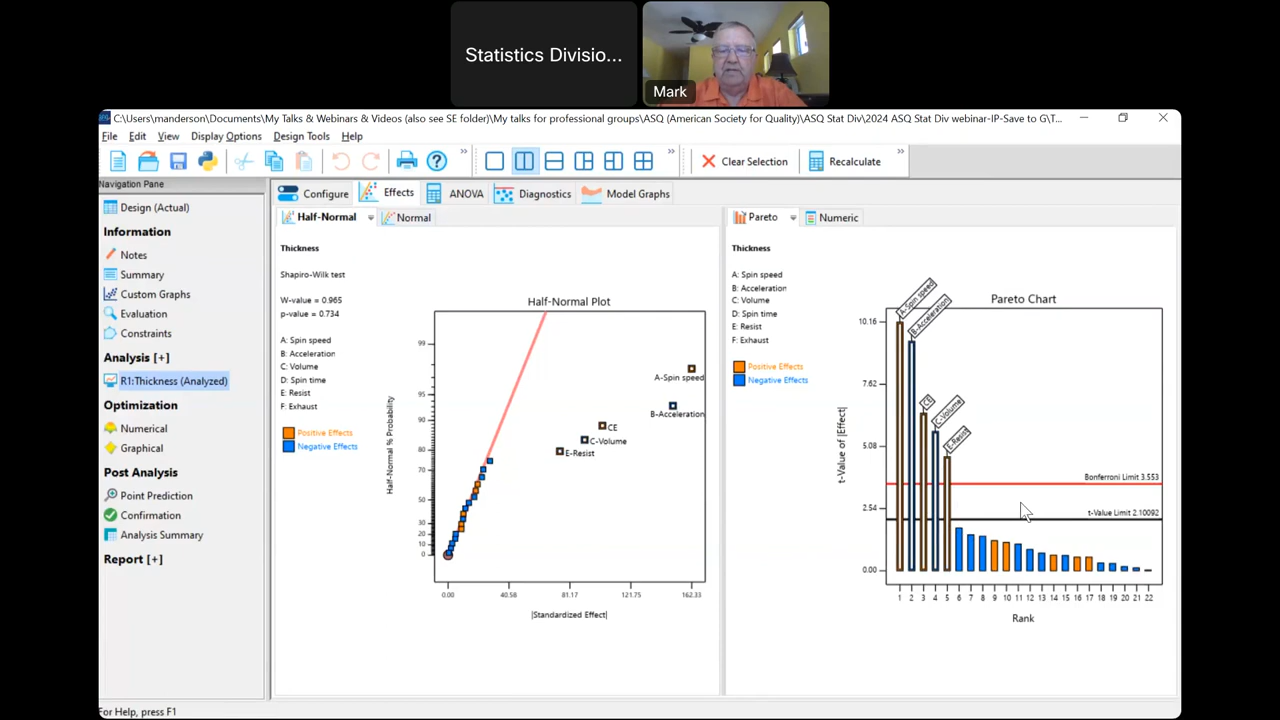 Statistics Divisio...
Mark
C:\Users\manderson\Documents\My Talks & Webinars & Videos (also see SE folder)\My talks for professional groups\ASQ (American Society for Quality)\ASQ Stat Div\2024 ASQ Stat Div webinar-IP-Save to G\T...
File Edit View Display Options Design Tools Help
» Clear Selection Recalculate »
Navigation Pane
Design (Actual)
Information
Notes
Summary
Custom Graphs
Evaluation
Constraints
Analysis [+]
R1:Thickness (Analyzed)
Optimization
Numerical
Graphical
Post Analysis
Point Prediction
Confirmation
Analysis Summary
Report [+]
Configure Effects ANOVA Diagnostics Model Graphs
Half-Normal Normal
Thickness
Shapiro-Wilk test
W-value = 0.965
p-value = 0.734
A: Spin speed
B: Acceleration
C: Volume
D: Spin time
E: Resist
F: Exhaust
Positive Effects
Negative Effects
Half-Normal Plot
Half-Normal % Probability
99
95
90
80
70
50
30
20
10
0
A-Spin speed
B-Acceleration
CE
C-Volume
E-Resist
0.00 40.58 81.17 121.75 162.33
|Standardized Effect|
Pareto Numeric
Thickness
A: Spin speed
B: Acceleration
C: Volume
D: Spin time
E: Resist
F: Exhaust
Positive Effects
Negative Effects
Pareto Chart
t-Value of |Effect|
10.16
7.62
5.08
2.54
0.00
A-Spin speed
B-Acceleration
CE
C-Volume
E-Resist
Bonferroni Limit 3.553
t-Value Limit 2.10092
1 2 3 4 5 6 7 8 9 10 11 12 13 14 15 16 17 18 19 20 21 22
Rank
For Help, press F1